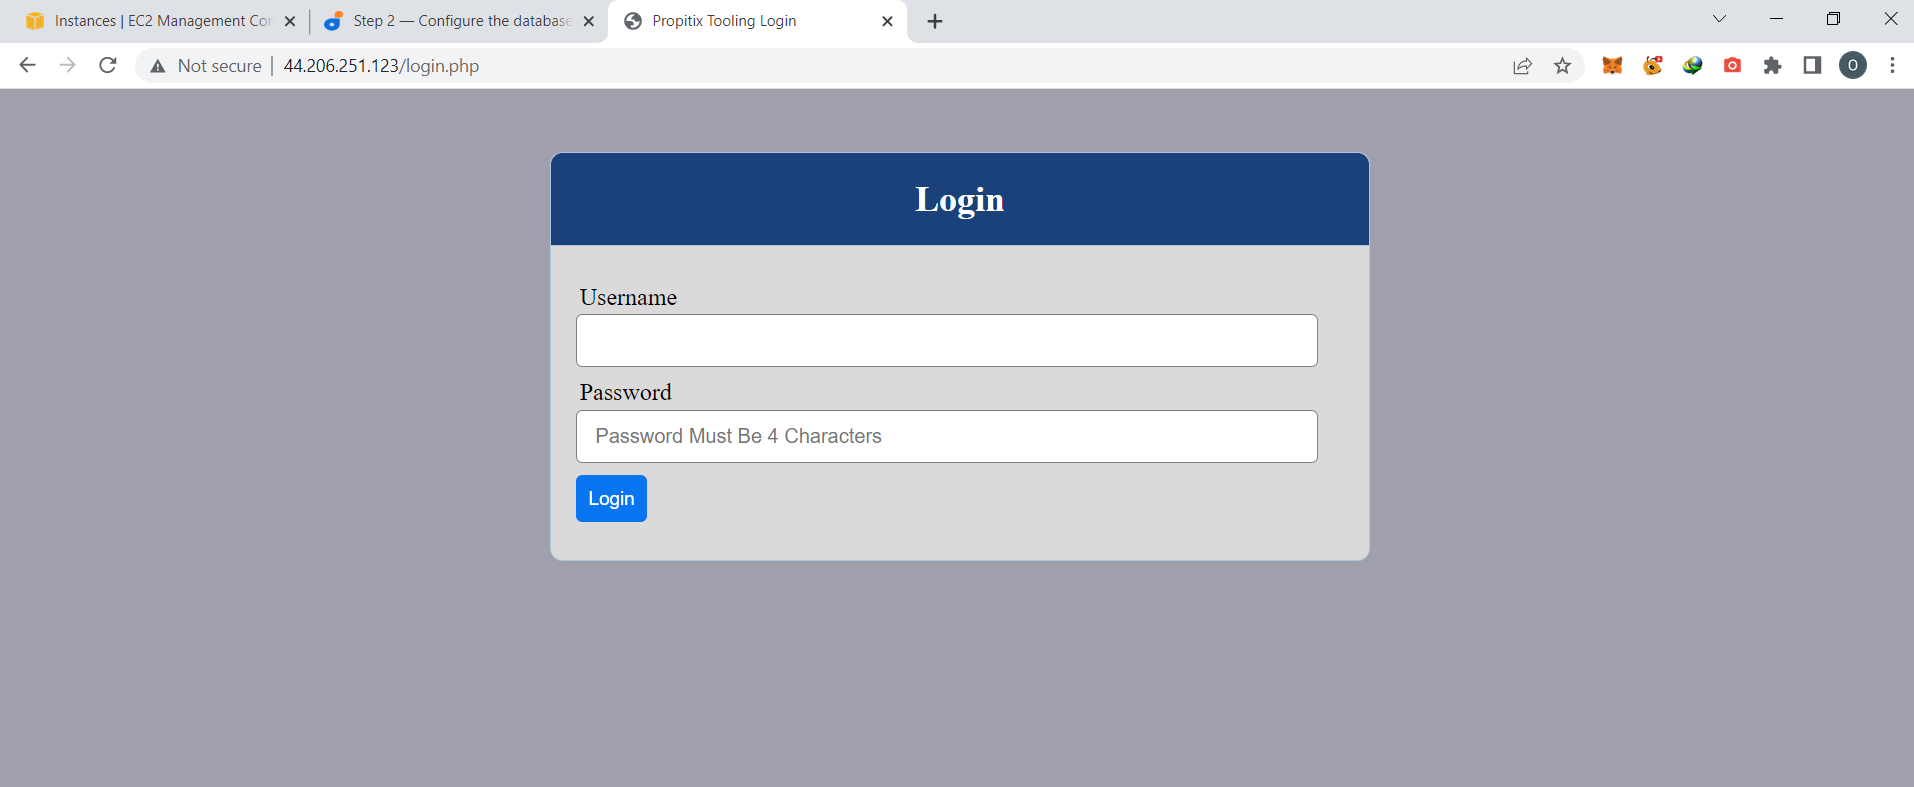 Instances | EC2 Management Con
Step 2 — Configure the database
Propitix Tooling Login
Not secure | 44.206.251.123/login.php
O
Login
Username
Password
Password Must Be 4 Characters
Login